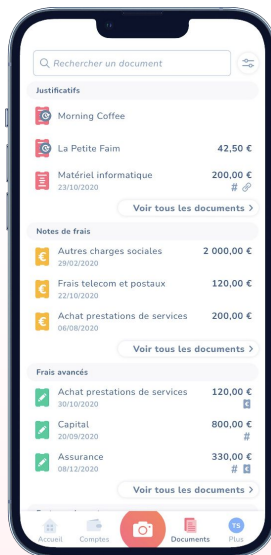 Rechercher un document
Justificatifs
Morning Coffee
La Petite Faim 42,50 €
Matériel informatique 200,00 €
23/10/2020 #
Voir tous les documents >
Notes de frais
Autres charges sociales 2 000,00 €
29/02/2020
Frais telecom et postaux 120,00 €
22/10/2020
Achat prestations de services 200,00 €
06/08/2020
Voir tous les documents >
Frais avancés
Achat prestations de services 120,00 €
30/10/2020 €
Capital 800,00 €
20/09/2020 #
Assurance 330,00 €
08/12/2020 # €
Voir tous les documents >
TS
Accueil Comptes Documents Plus